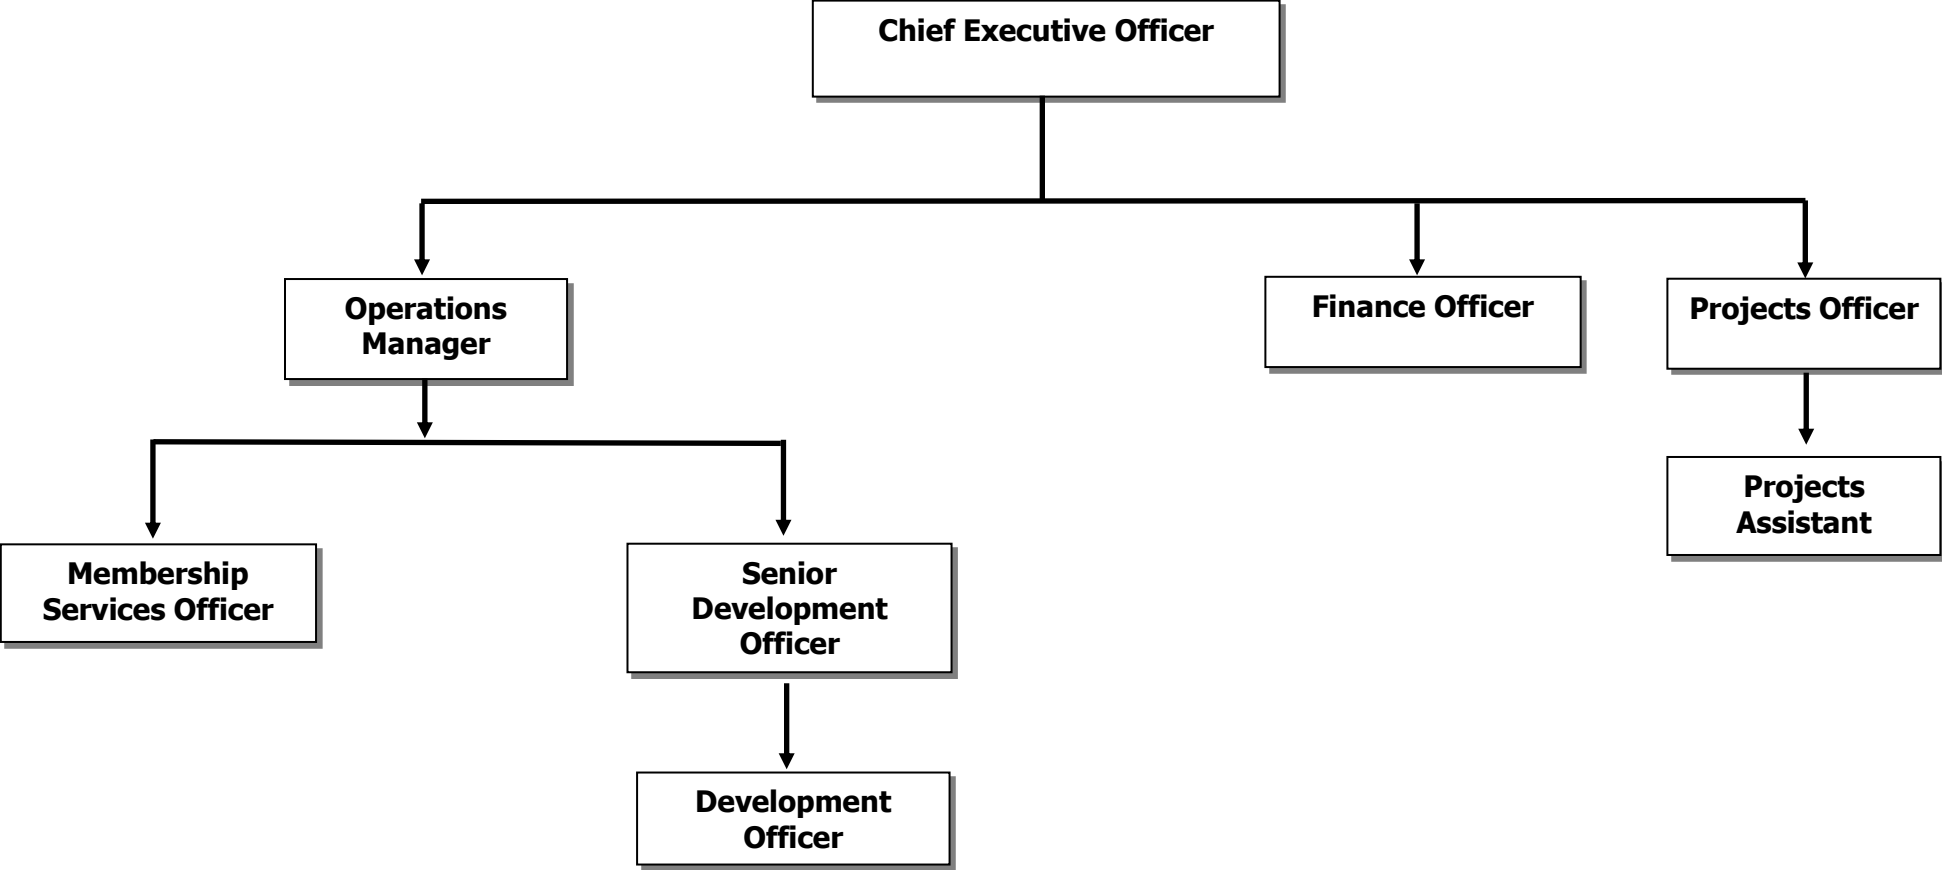 Chief Executive Officer
Operations
Manager
Finance Officer
Projects Officer
Projects
Assistant
Membership
Services Officer
Senior
Development
Officer
Development
Officer